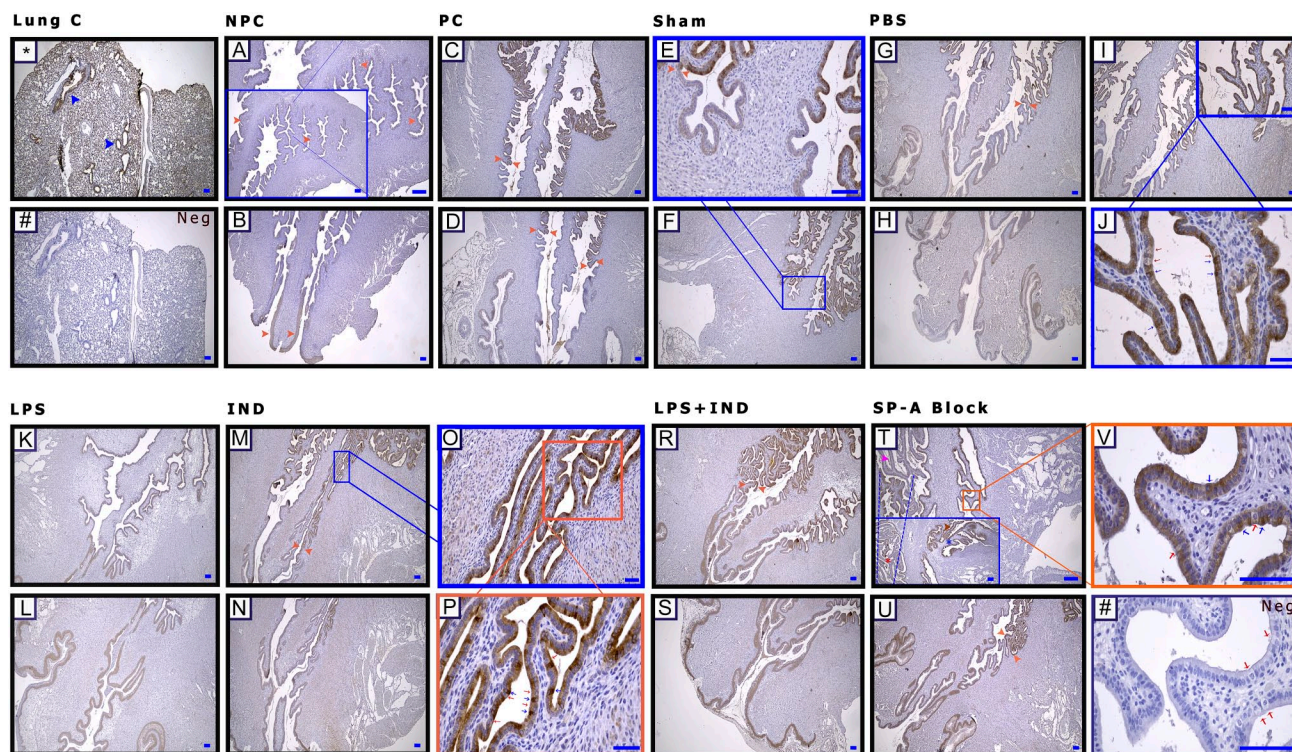 Lung C NPC PC Sham PBS
* A C E G I
# Neg B D F H J
LPS IND LPS+IND SP-A Block
K M O R T V
L N P S U # Neg